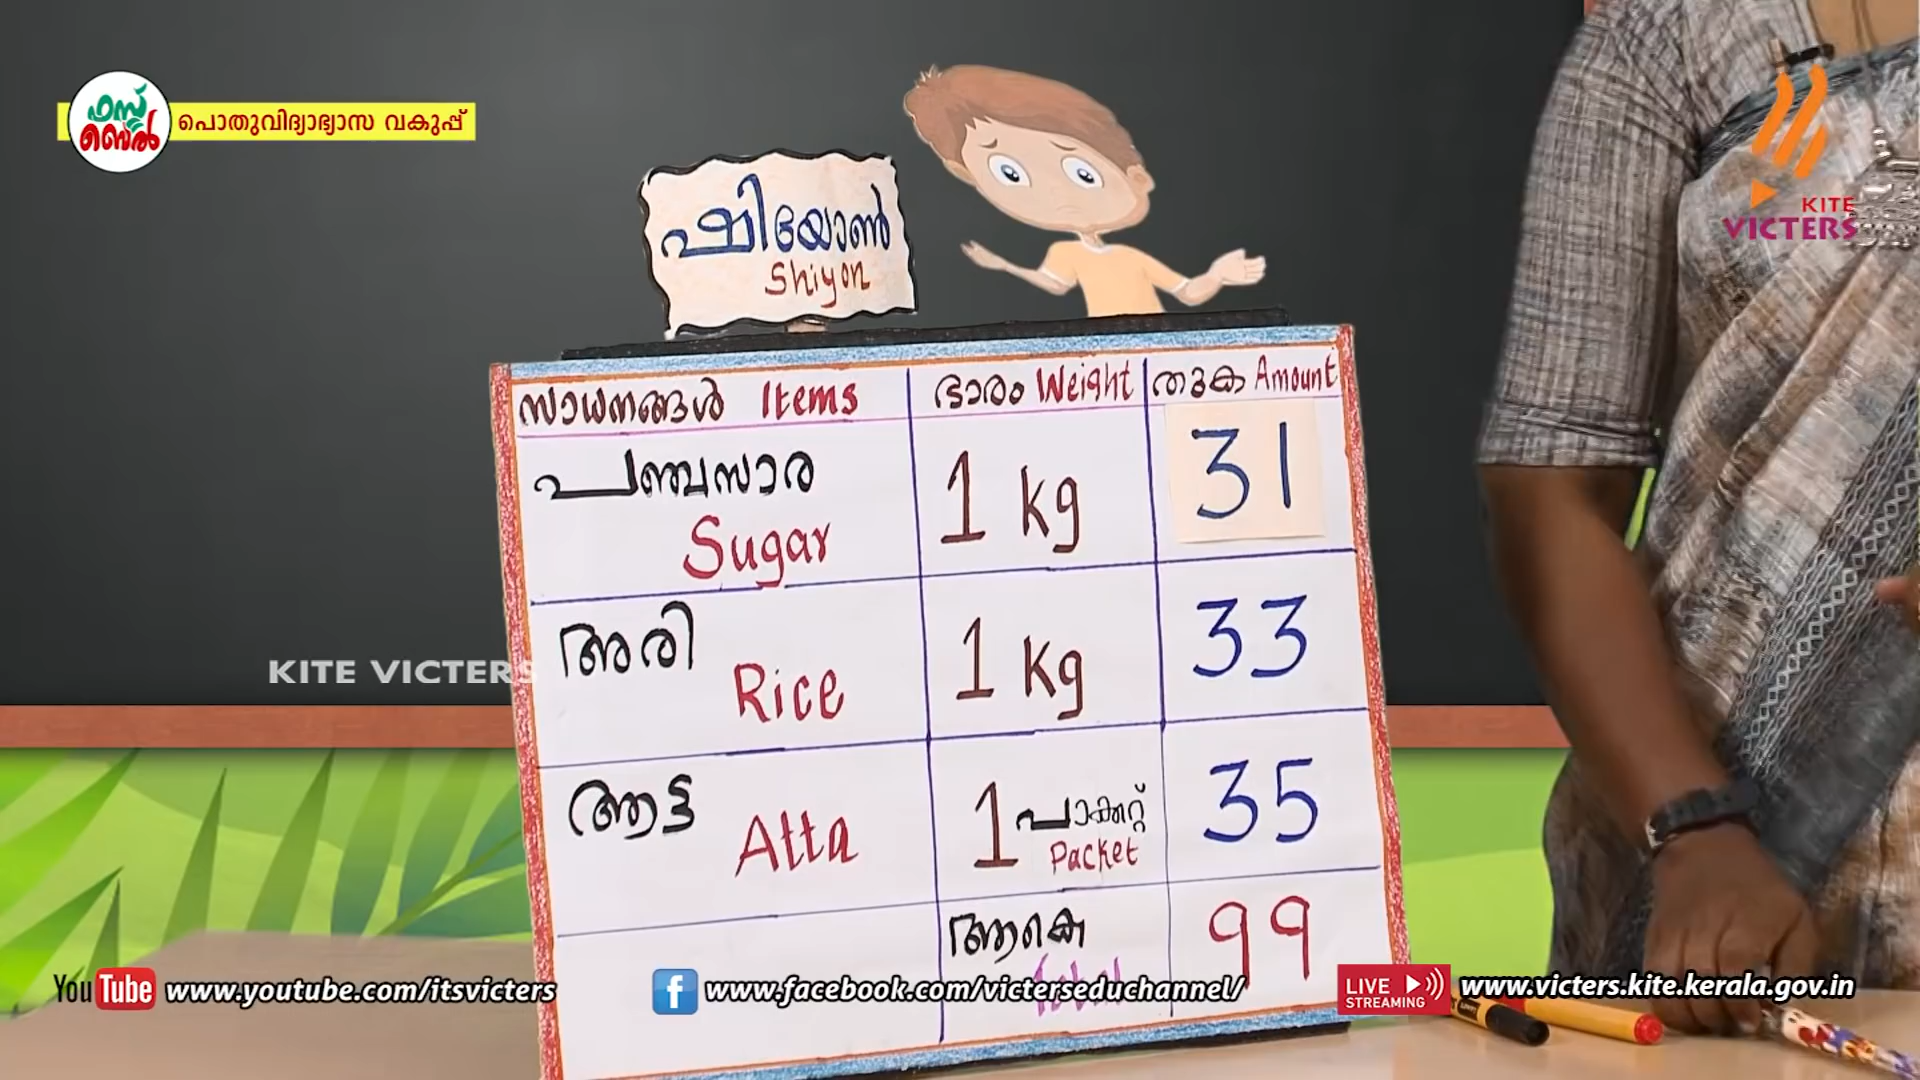 ഫസ്റ്റ്
ബെൽ
പൊതുവിദ്യാഭ്യാസ വകുപ്പ്
KITE
VICTERS
ഷിയോൺ
Shiyon
സാധനങ്ങൾ Items ഭാരം Weight തുക Amount
പഞ്ചസാര
Sugar
1 kg
31
അരി
Rice
1 kg
33
KITE VICTERS
ആട്ട
Atta
1 പാക്കറ്റ്
Packet
35
ആകെ
Total
99
YouTube www.youtube.com/itsvicters
f www.facebook.com/victerseduchannel/
LIVE STREAMING www.victers.kite.kerala.gov.in